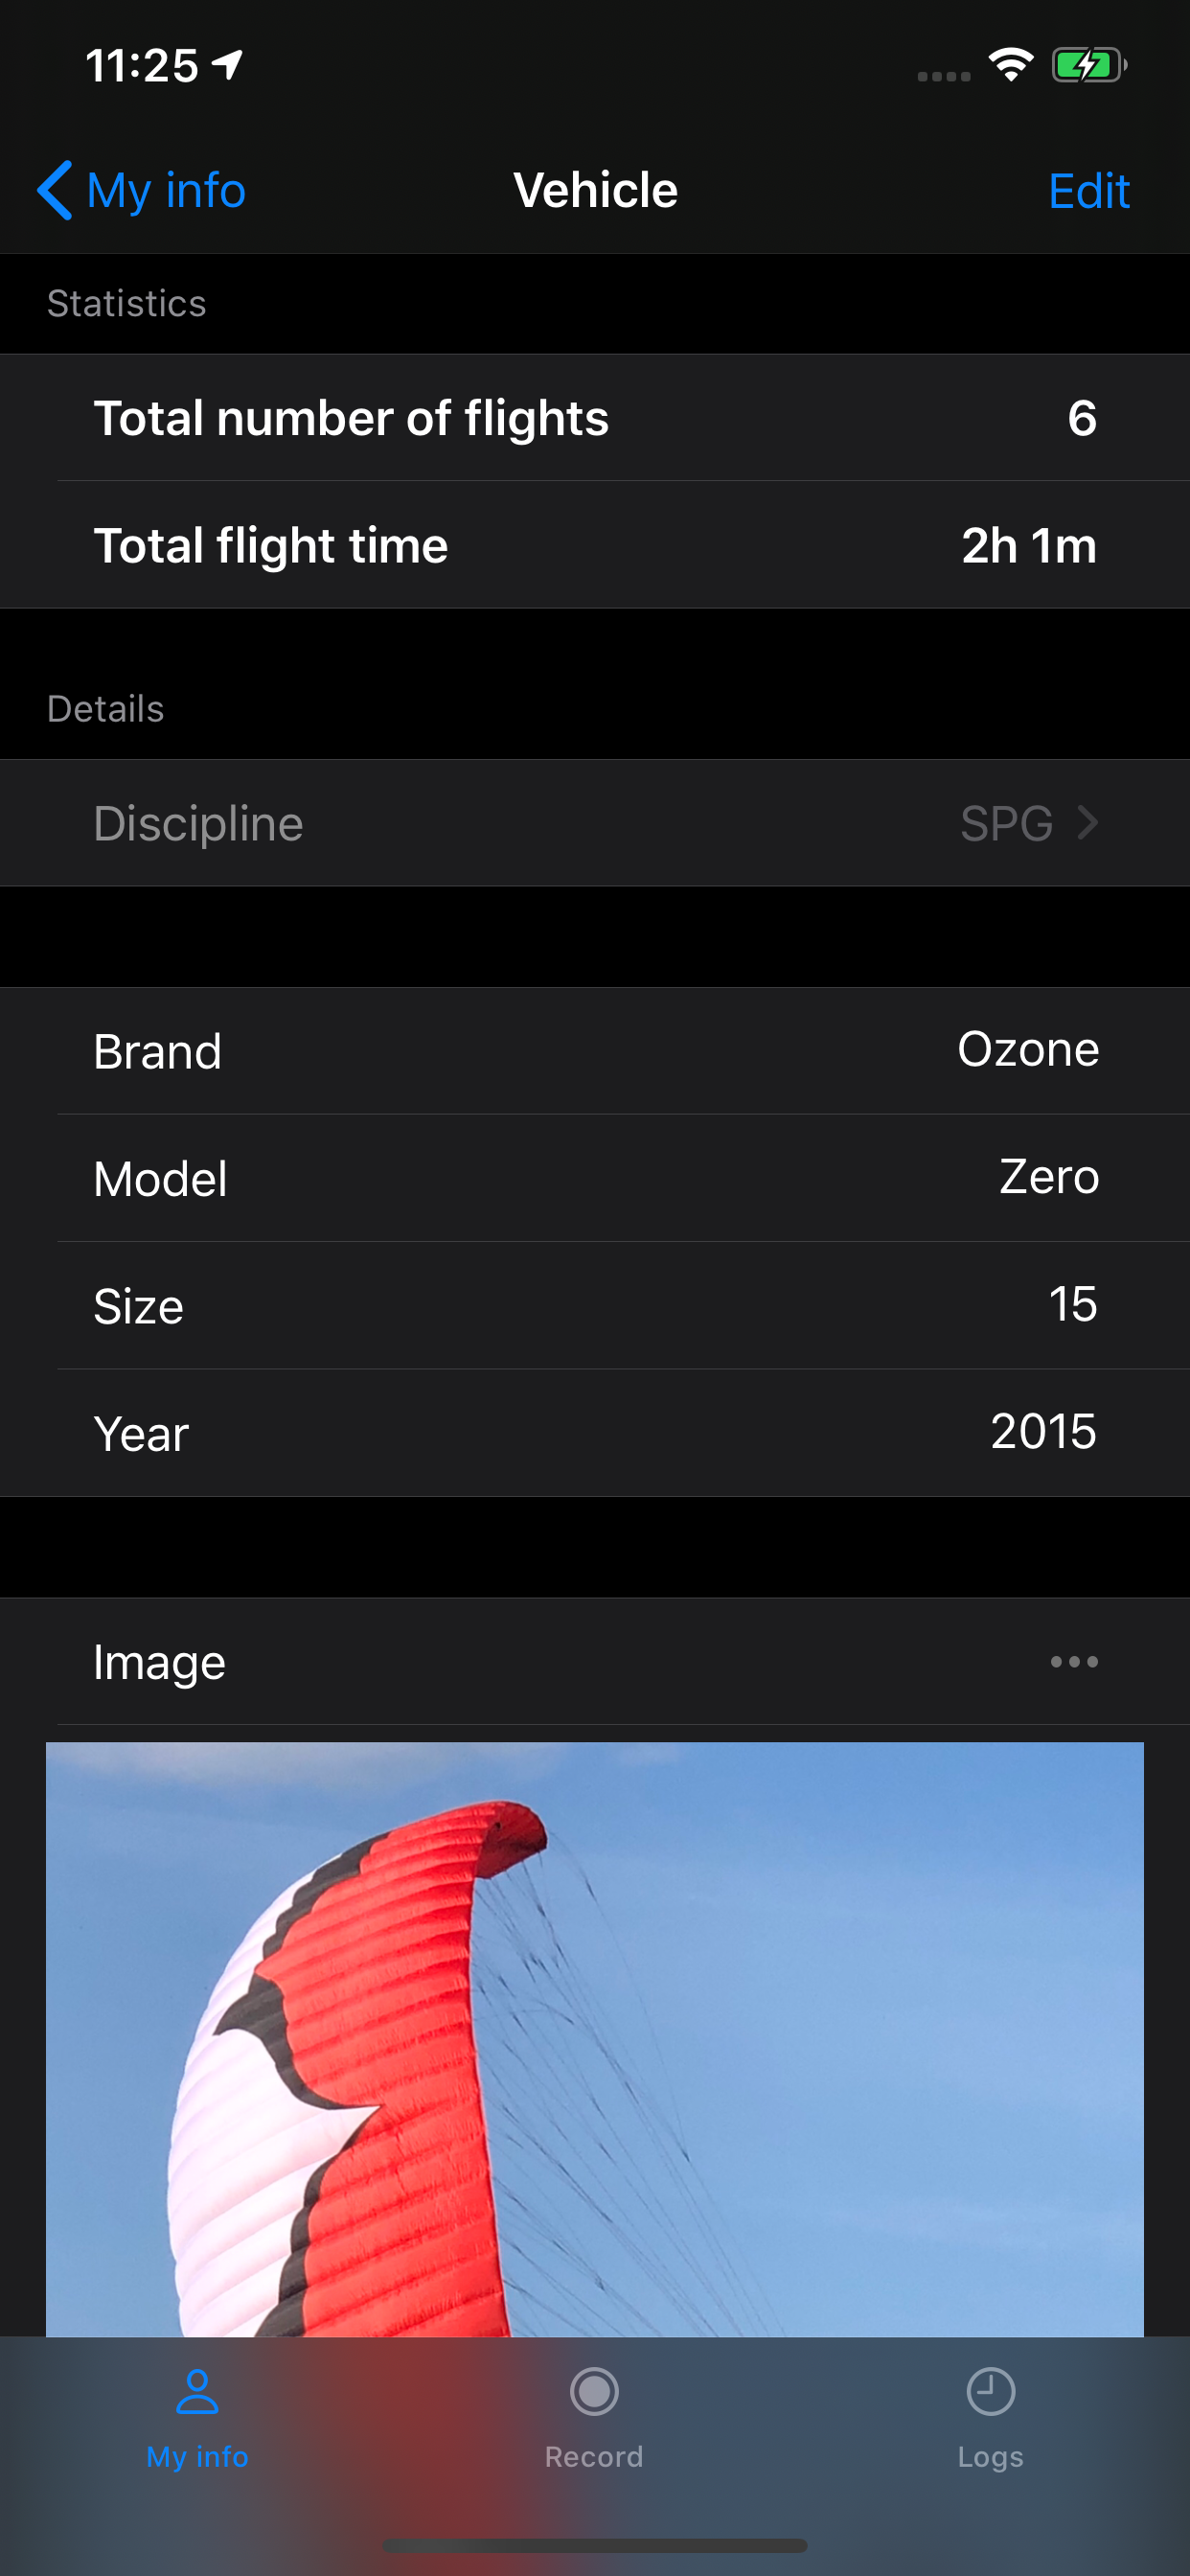 11:25
My info Vehicle Edit
Statistics
Total number of flights 6
Total flight time 2h 1m
Details
Discipline SPG
Brand Ozone
Model Zero
Size 15
Year 2015
Image
My info Record Logs